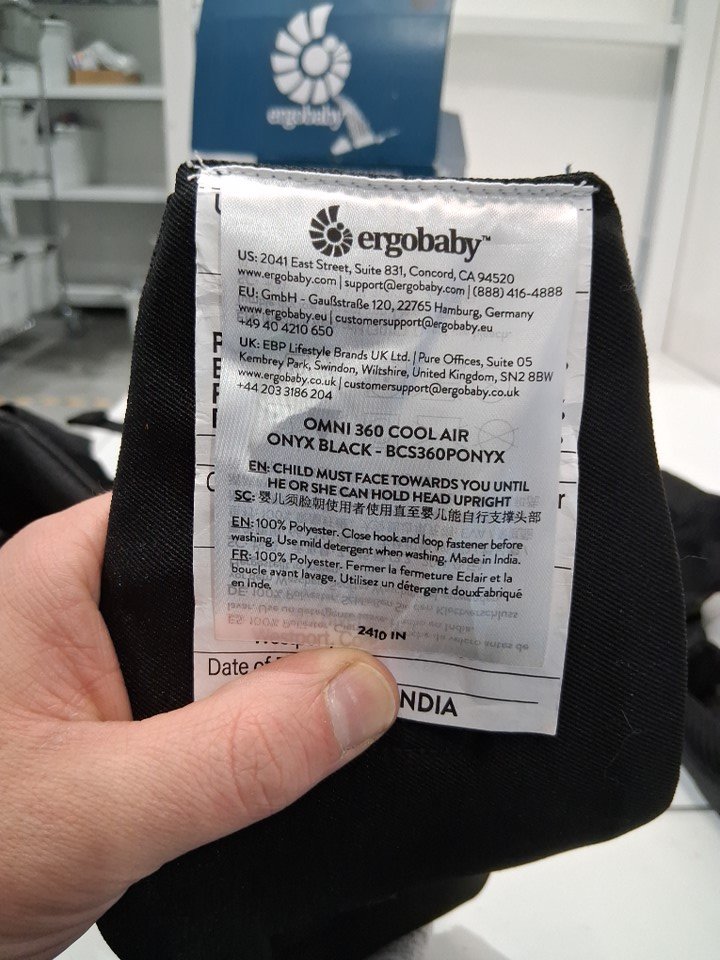 ergobaby
ergobaby™
US: 2041 East Street, Suite 831, Concord, CA 94520
www.ergobaby.com | support@ergobaby.com | (888) 416-4888
EU: GmbH - Gaußstraße 120, 22765 Hamburg, Germany
www.ergobaby.eu | customersupport@ergobaby.eu
+49 40 4210 650
UK: EBP Lifestyle Brands UK Ltd. | Pure Offices, Suite 05
Kembrey Park, Swindon, Wiltshire, United Kingdom, SN2 8BW
www.ergobaby.co.uk | customersupport@ergobaby.co.uk
+44 203 3186 204
OMNI 360 COOL AIR
ONYX BLACK - BCS360PONYX
EN: CHILD MUST FACE TOWARDS YOU UNTIL
HE OR SHE CAN HOLD HEAD UPRIGHT
SC: 婴儿须脸朝使用者使用直至婴儿能自行支撑头部
EN: 100% Polyester. Close hook and loop fastener before
washing. Use mild detergent when washing. Made in India.
FR: 100% Polyester. Fermer la fermeture Eclair et la
boucle avant lavage. Utilisez un détergent douxFabriqué
en Inde.
2410 IN
Date of
NDIA